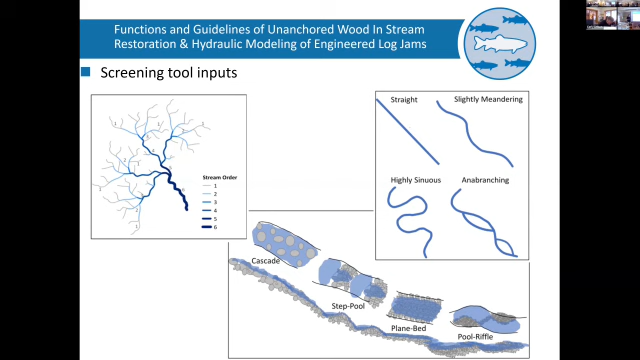 Functions and Guidelines of Unanchored Wood In Stream
Restoration & Hydraulic Modeling of Engineered Log Jams
Screening tool inputs
Stream Order
1
2
3
4
5
6
Straight
Slightly Meandering
Highly Sinuous
Anabranching
Cascade
Step-Pool
Plane-Bed
Pool-Riffle